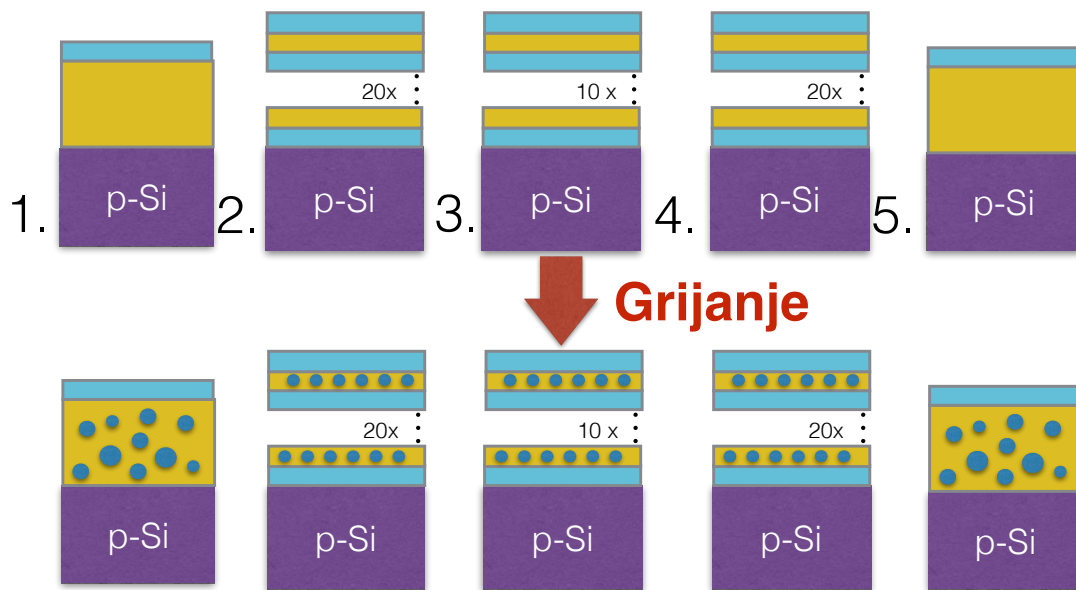 20x
10 x
20x
p-Si
p-Si
p-Si
p-Si
p-Si
1.
2.
3.
4.
5.
Grijanje
20x
10 x
20x
p-Si
p-Si
p-Si
p-Si
p-Si